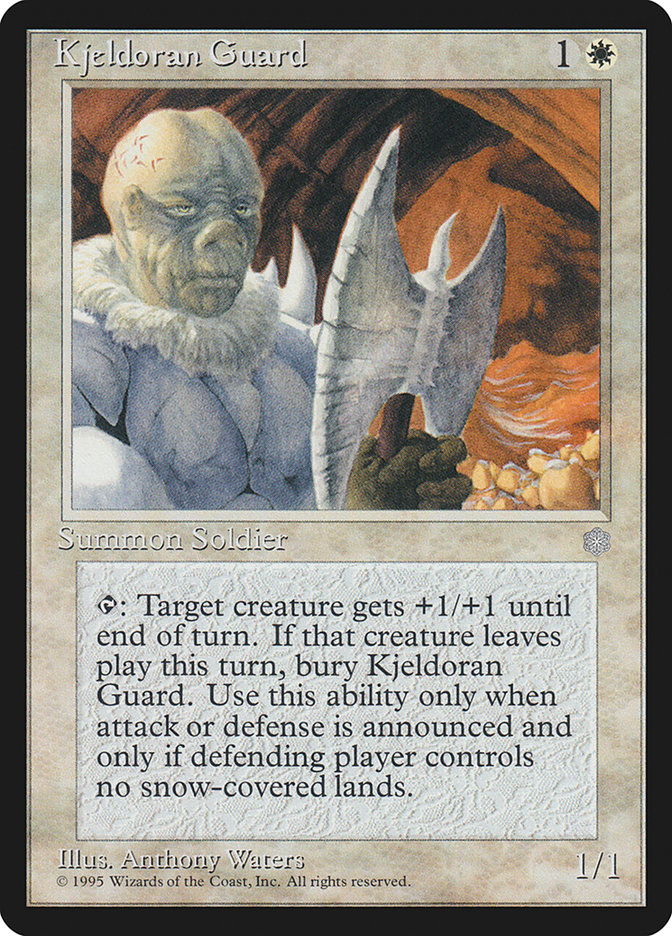 Kjeldoran Guard 1
Summon Soldier
: Target creature gets +1/+1 until
end of turn. If that creature leaves
play this turn, bury Kjeldoran
Guard. Use this ability only when
attack or defense is announced and
only if defending player controls
no snow-covered lands.
Illus. Anthony Waters
1/1
© 1995 Wizards of the Coast, Inc. All rights reserved.